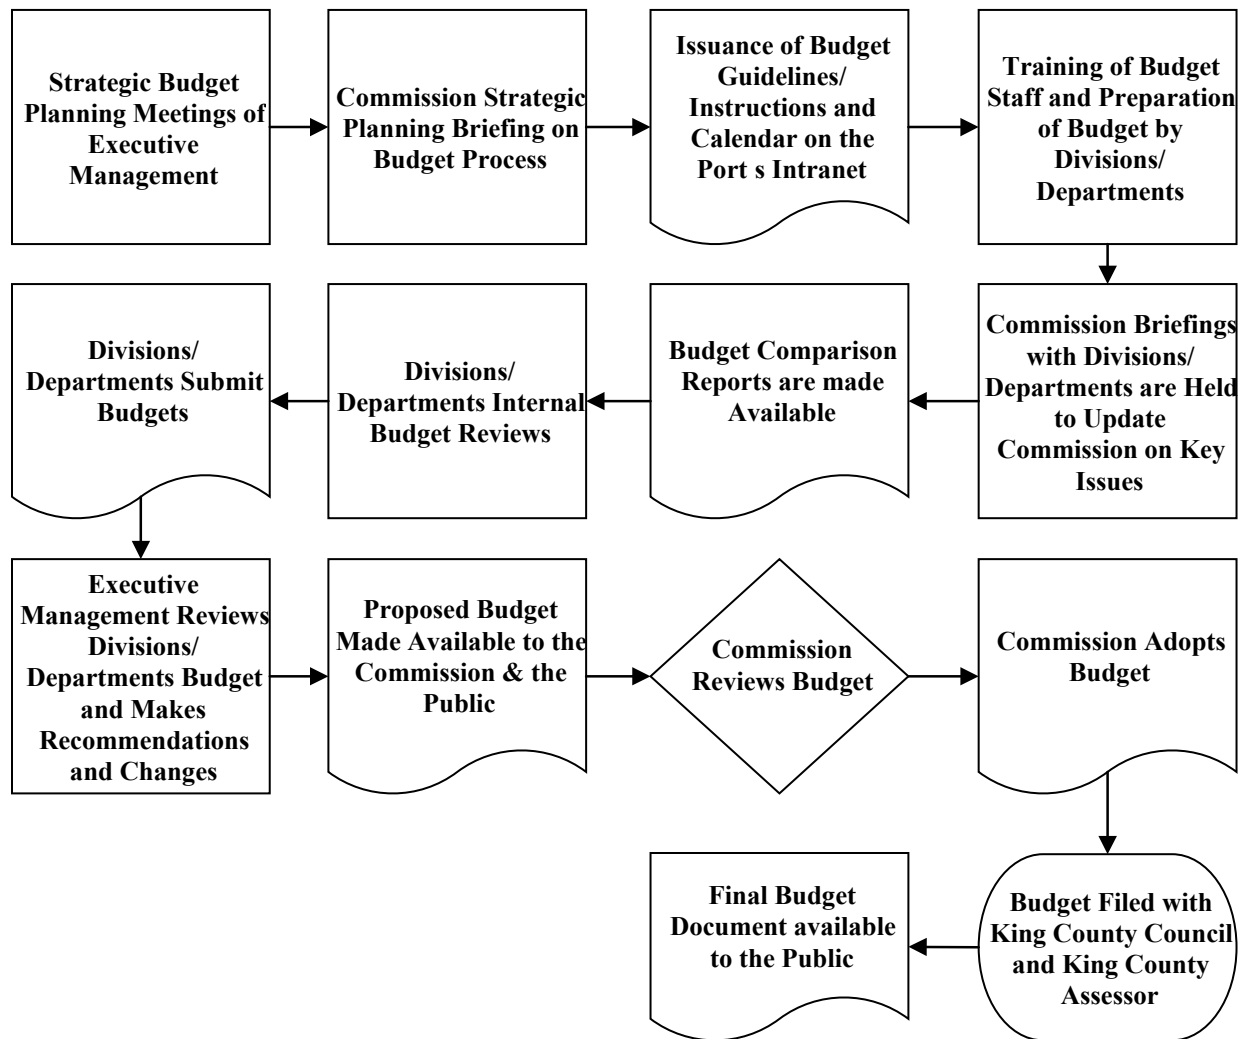 Strategic Budget
Planning Meetings of
Executive
Management
Commission Strategic
Planning Briefing on
Budget Process
Issuance of Budget
Guidelines/
Instructions and
Calendar on the
Port s Intranet
Training of Budget
Staff and Preparation
of Budget by
Divisions/
Departments
Commission Briefings
with Divisions/
Departments are Held
to Update
Commission on Key
Issues
Budget Comparison
Reports are made
Available
Divisions/
Departments Internal
Budget Reviews
Divisions/
Departments Submit
Budgets
Executive
Management Reviews
Divisions/
Departments Budget
and Makes
Recommendations
and Changes
Proposed Budget
Made Available to the
Commission & the
Public
Commission
Reviews Budget
Commission Adopts
Budget
Budget Filed with
King County Council
and King County
Assessor
Final Budget
Document available
to the Public